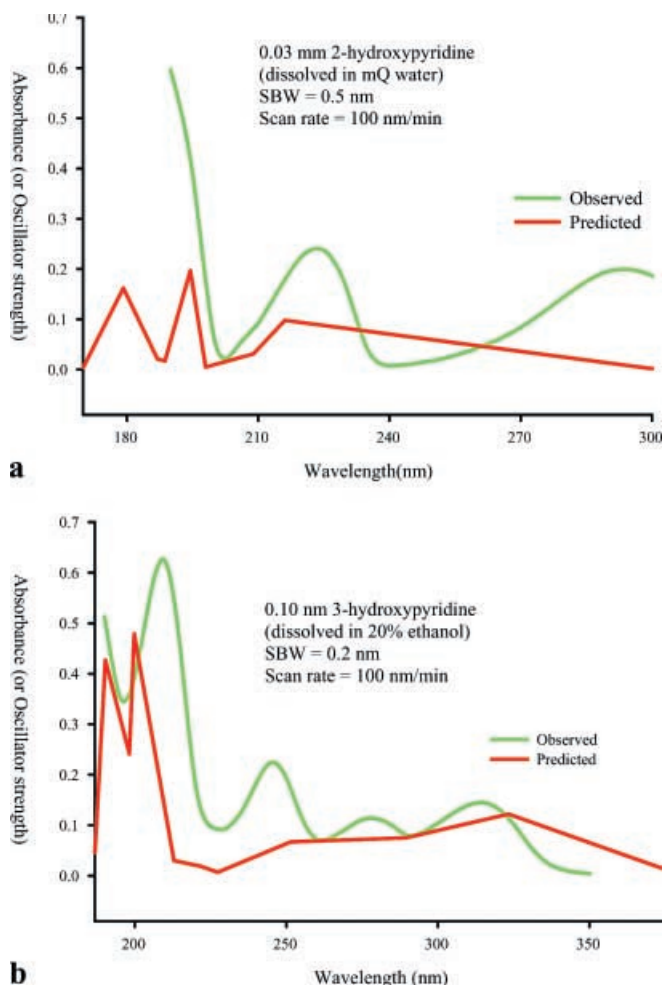 0.7
0.6
0.5
0.4
0.3
0.2
0.1
0.0
Absorbance (or Oscillator strength)
0.03 mm 2-hydroxypyridine
(dissolved in mQ water)
SBW = 0.5 nm
Scan rate = 100 nm/min
Observed
Predicted
180
210
240
270
300
a
Wavelength(nm)
0.7
0.6
0.5
0.4
0.3
0.2
0.1
0.0
Absorbance (or Oscillator strength)
0.10 nm 3-hydroxypyridine
(dissolved in 20% ethanol)
SBW = 0.2 nm
Scan rate = 100 nm/min
Observed
Predicted
200
250
300
350
b
Wavelength (nm)